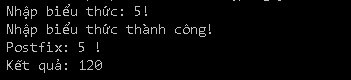 Nhập biểu thức: 5!
Nhập biểu thức thành công!
Postfix: 5 !
Kết quả: 120